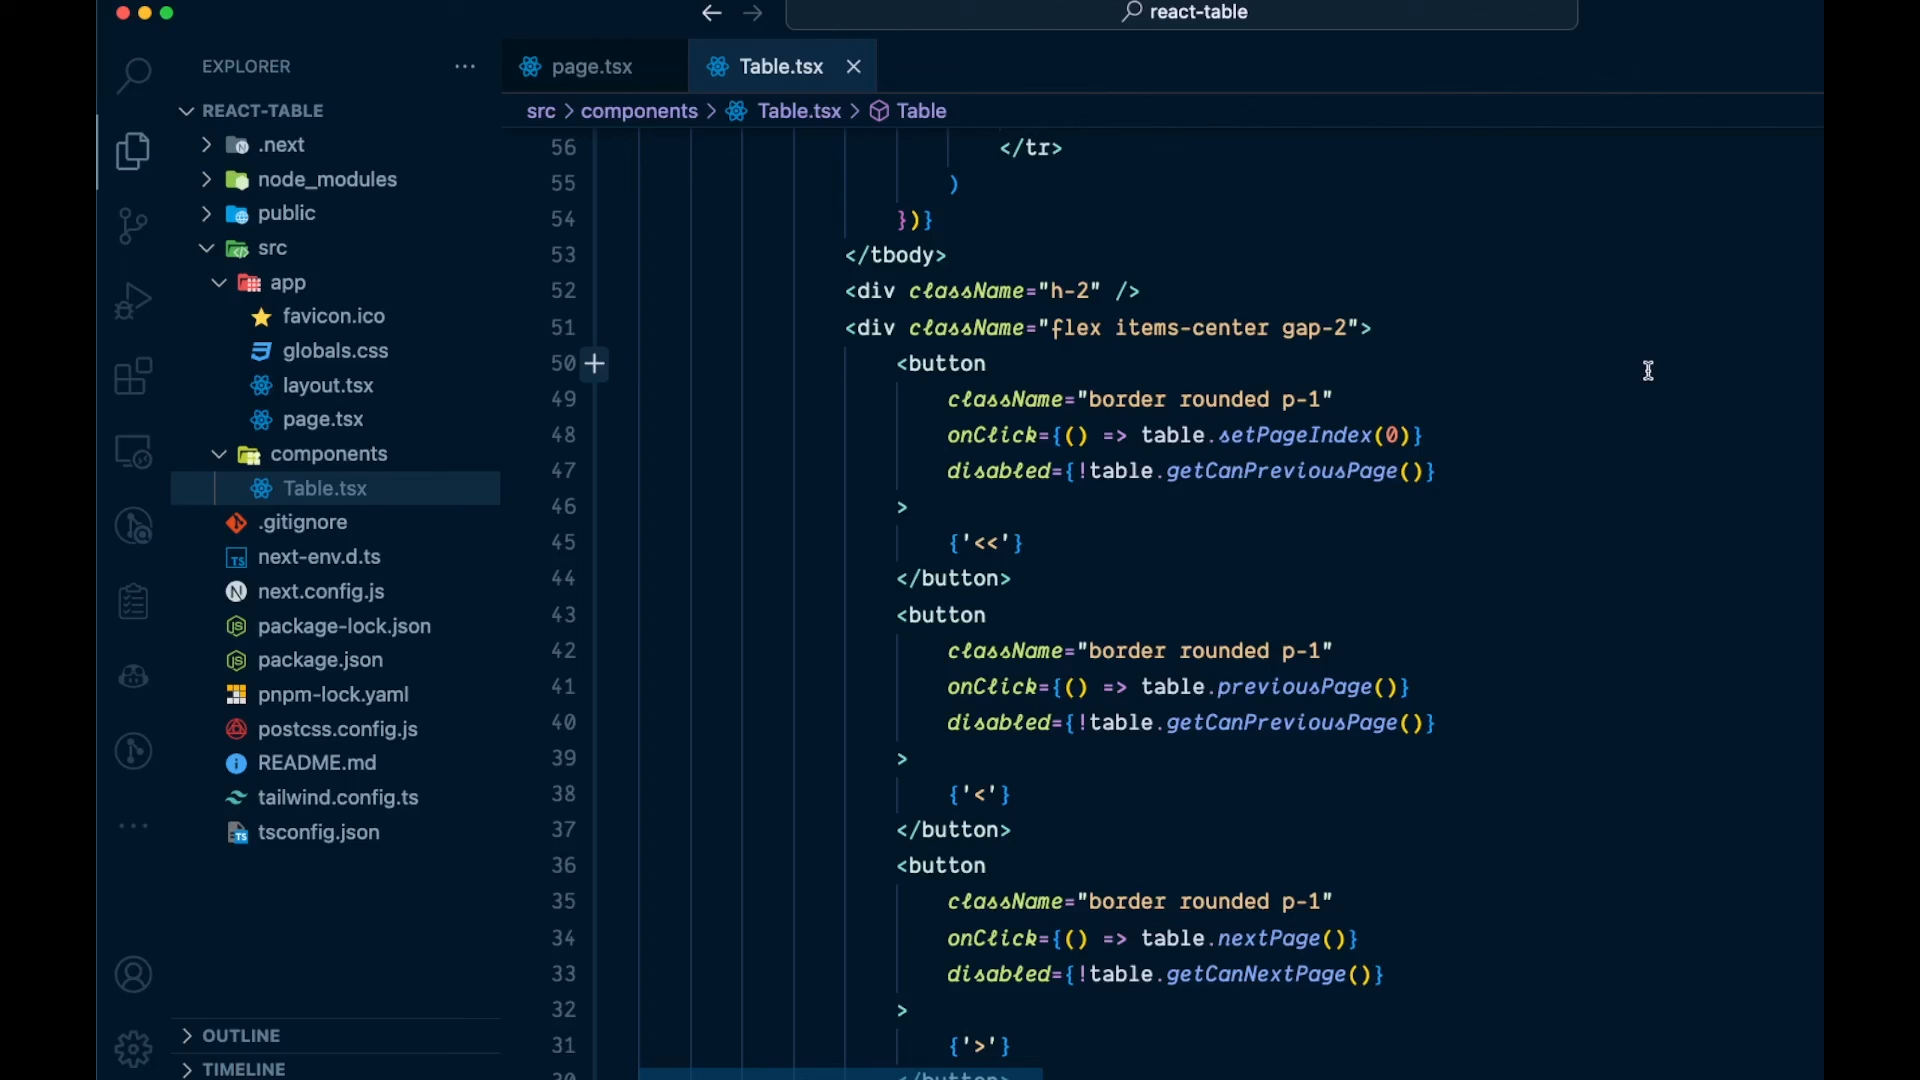 react-table
EXPLORER
REACT-TABLE
.next
node_modules
public
src
app
favicon.ico
globals.css
layout.tsx
page.tsx
components
Table.tsx
.gitignore
next-env.d.ts
next.config.js
package-lock.json
package.json
pnpm-lock.yaml
postcss.config.js
README.md
tailwind.config.ts
tsconfig.json
OUTLINE
TIMELINE
page.tsx
Table.tsx
src > components > Table.tsx > Table
56 </tr>
55 )
54 })}
53 </tbody>
52 <div className="h-2" />
51 <div className="flex items-center gap-2">
50 <button
49 className="border rounded p-1"
48 onClick={() => table.setPageIndex(0)}
47 disabled={!table.getCanPreviousPage()}
46 >
45 {'<<'}
44 </button>
43 <button
42 className="border rounded p-1"
41 onClick={() => table.previousPage()}
40 disabled={!table.getCanPreviousPage()}
39 >
38 {'<'}
37 </button>
36 <button
35 className="border rounded p-1"
34 onClick={() => table.nextPage()}
33 disabled={!table.getCanNextPage()}
32 >
31 {'>'}
30 </button>